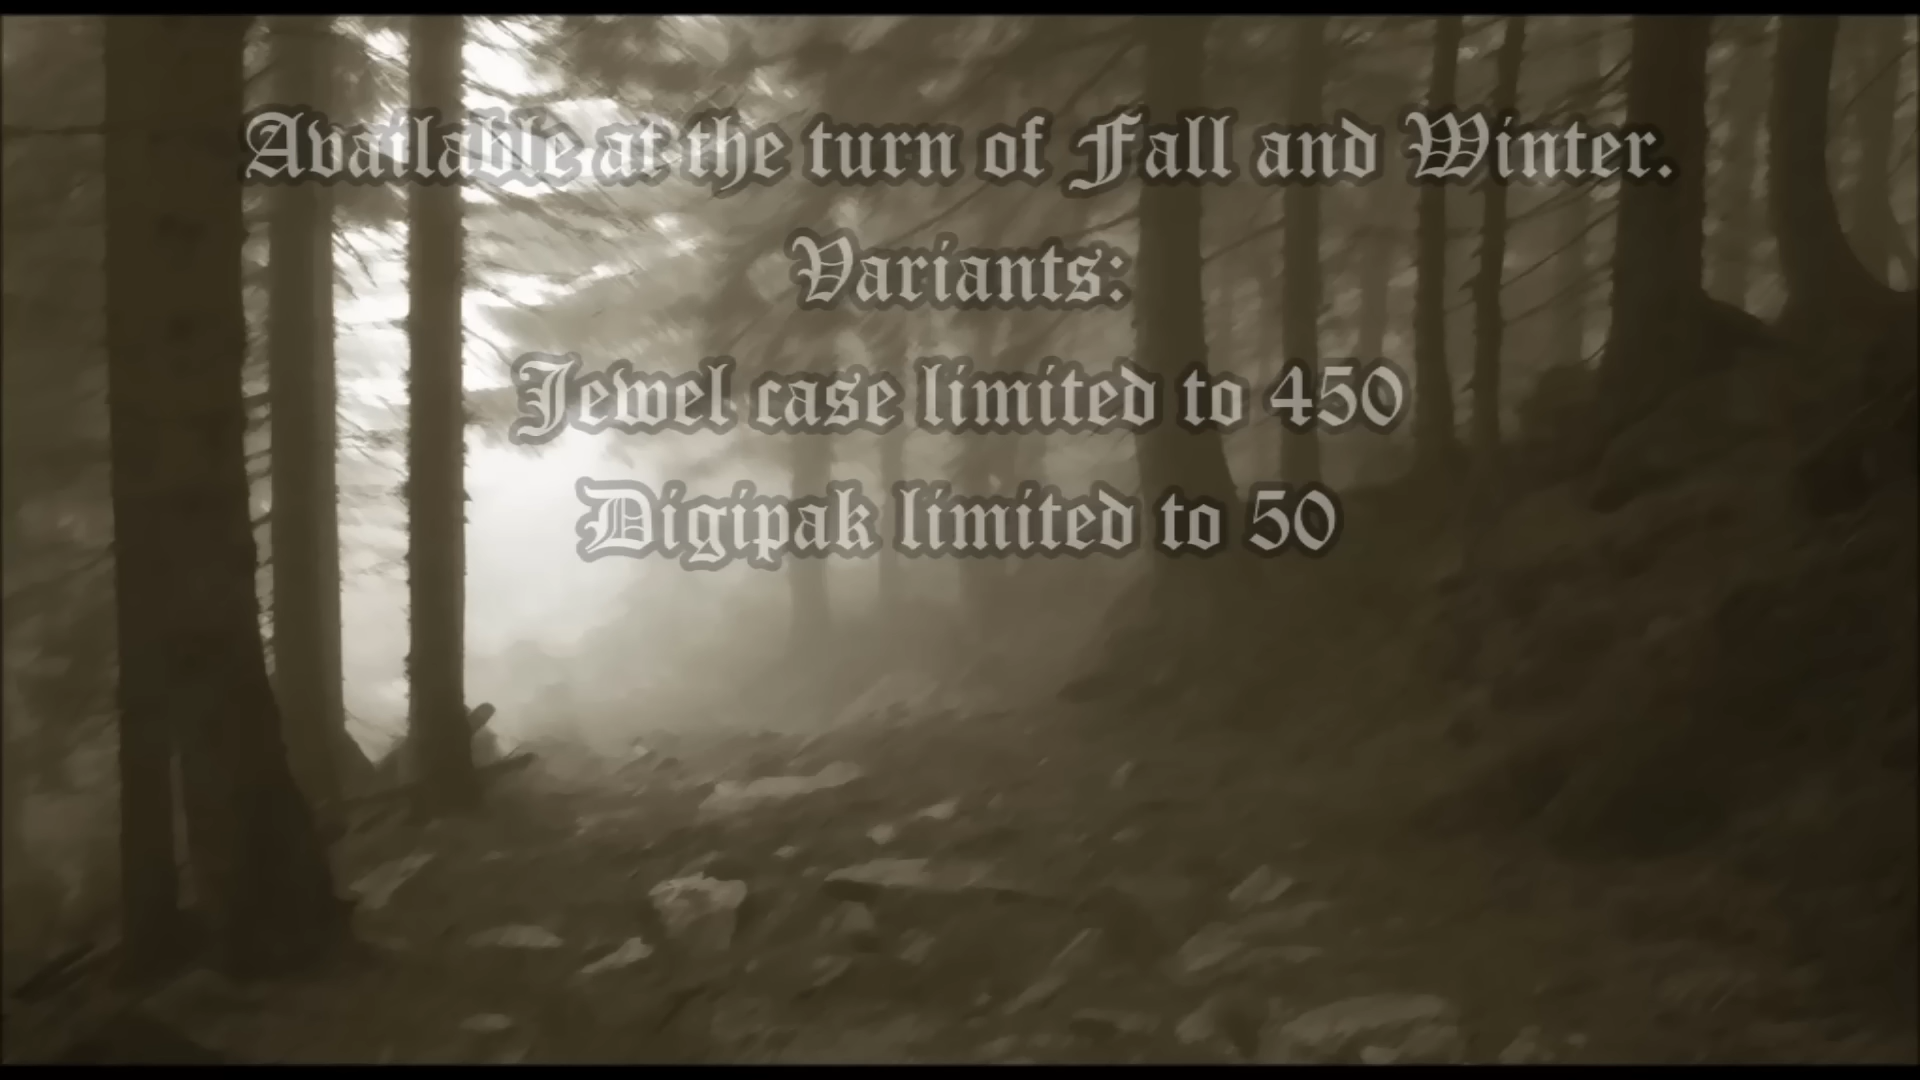 Available at the turn of Fall and Winter.
Variants:
Jewel case limited to 450
Digipak limited to 50